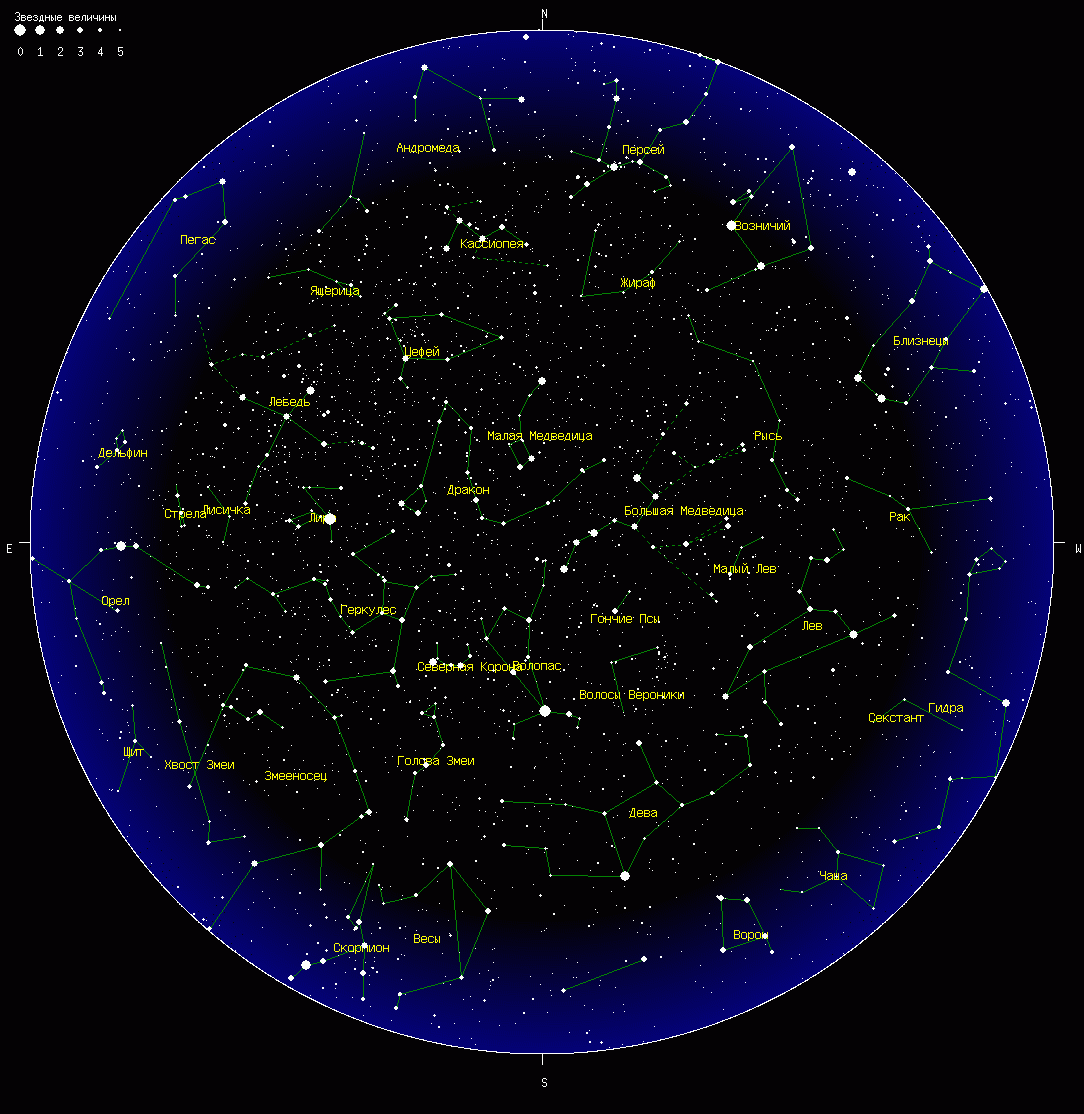 Звездные величины
0 1 2 3 4 5
N
Андромеда
Персей
Возничий
Пегас
Кассиопея
Жираф
Ящерица
Близнецы
Цефей
Лебедь
Малая Медведица
Рысь
Дельфин
Дракон
Стрела
Лисичка
Большая Медведица
Лира
Рак
E
W
Малый Лев
Орел
Геркулес
Гончие Псы
Лев
Северная Корона
Волопас
Волосы Вероники
Гидра
Секстант
Щит
Хвост Змеи
Голова Змеи
Змееносец
Дева
Чаша
Ворон
Весы
Скорпион
S